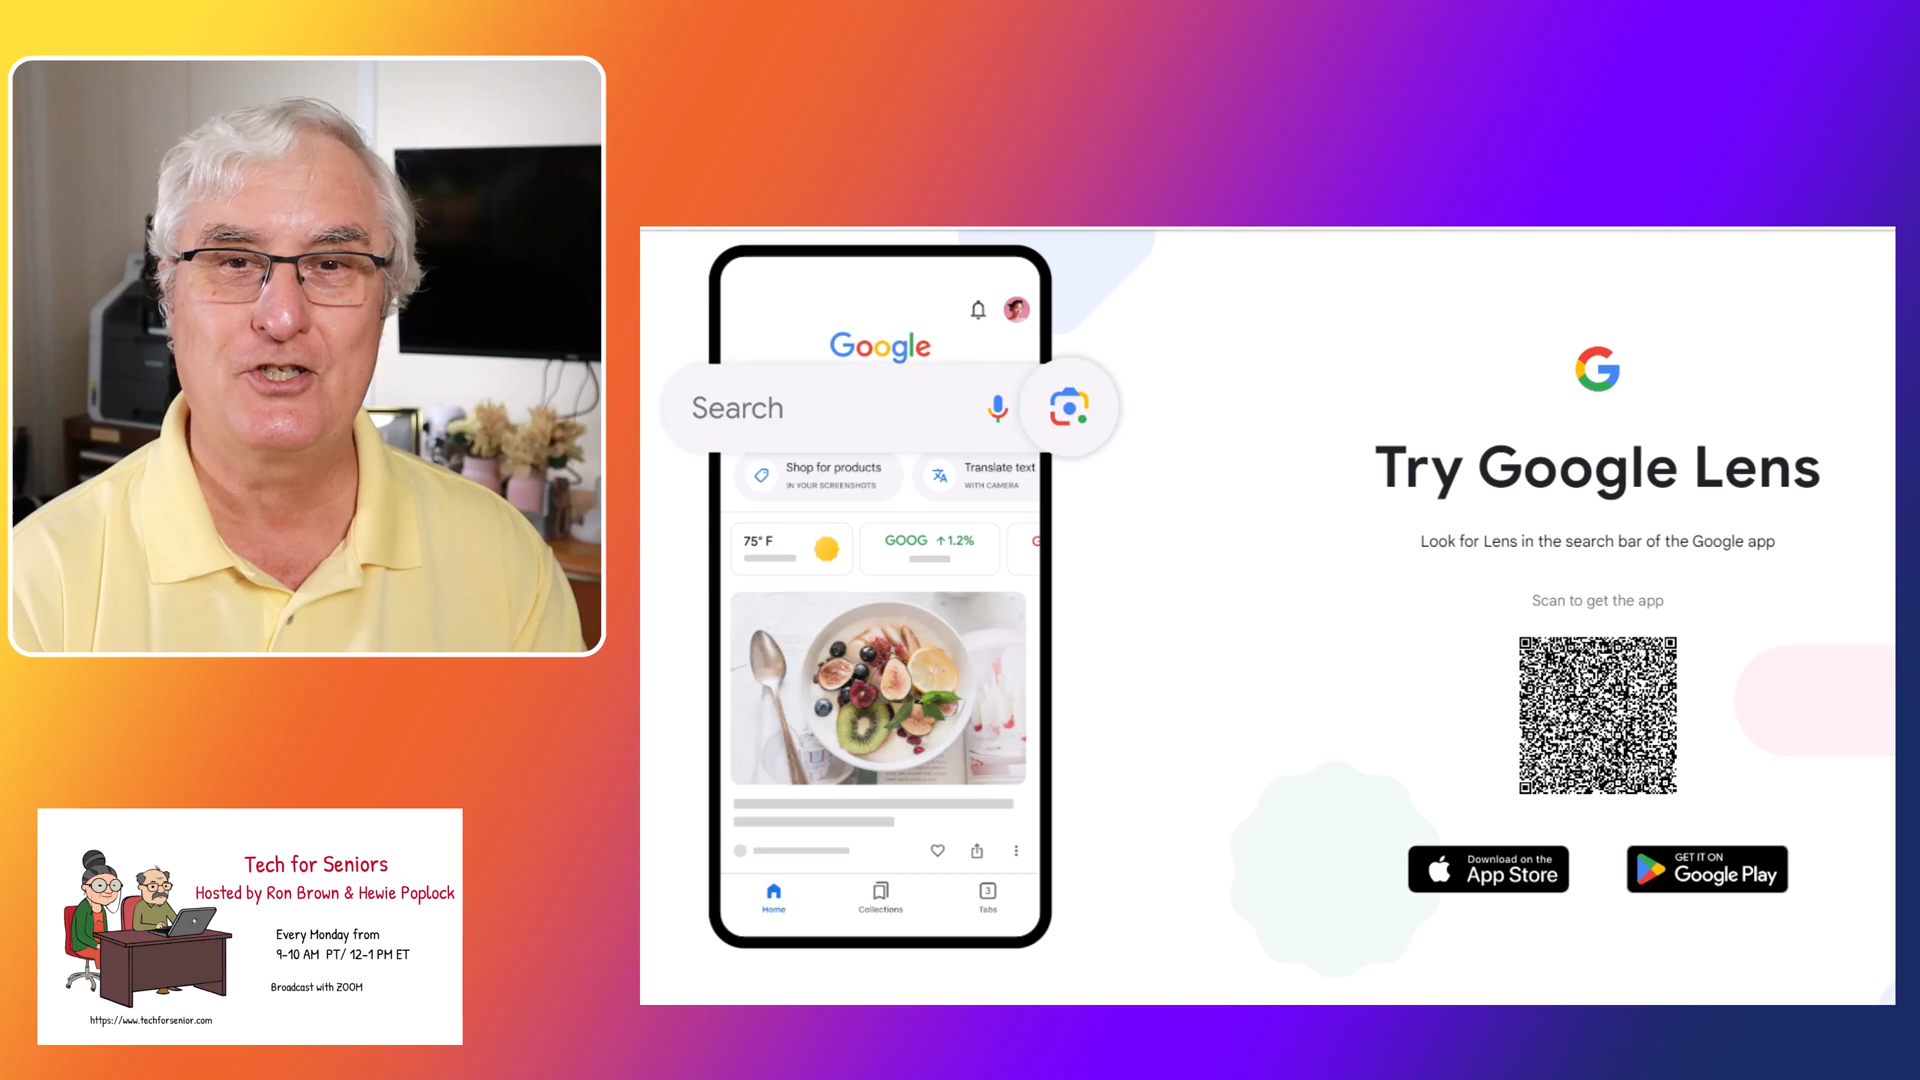 Google
Search
Shop for products
IN YOUR SCREENSHOTS
Translate text
WITH CAMERA
75° F
GOOG ↑1.2%
G
Home
Collections
3
Tabs
Try Google Lens
Look for Lens in the search bar of the Google app
Scan to get the app
Download on the
App Store
GET IT ON
Google Play
Tech for Seniors
Hosted by Ron Brown & Hewie Poplock
Every Monday from
9-10 AM PT/ 12-1 PM ET
Broadcast with ZOOM
https://www.techforsenior.com